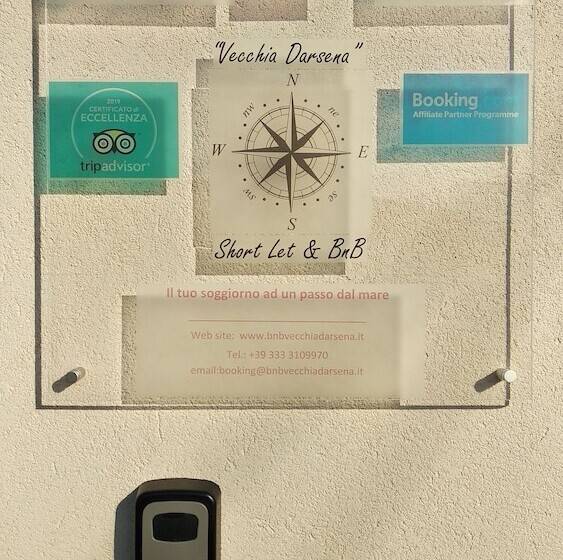 "Vecchia Darsena"
2019
CERTIFICATO di
ECCELLENZA
tripadvisor®
Booking
Affiliate Partner Programme
N
nw
ne
W
E
sw
se
S
Short Let & BnB
Il tuo soggiorno ad un passo dal mare
Web site: www.bnbvecchiadarsena.it
Tel.: +39 333 3109970
email:booking@bnbvecchiadarsena.it